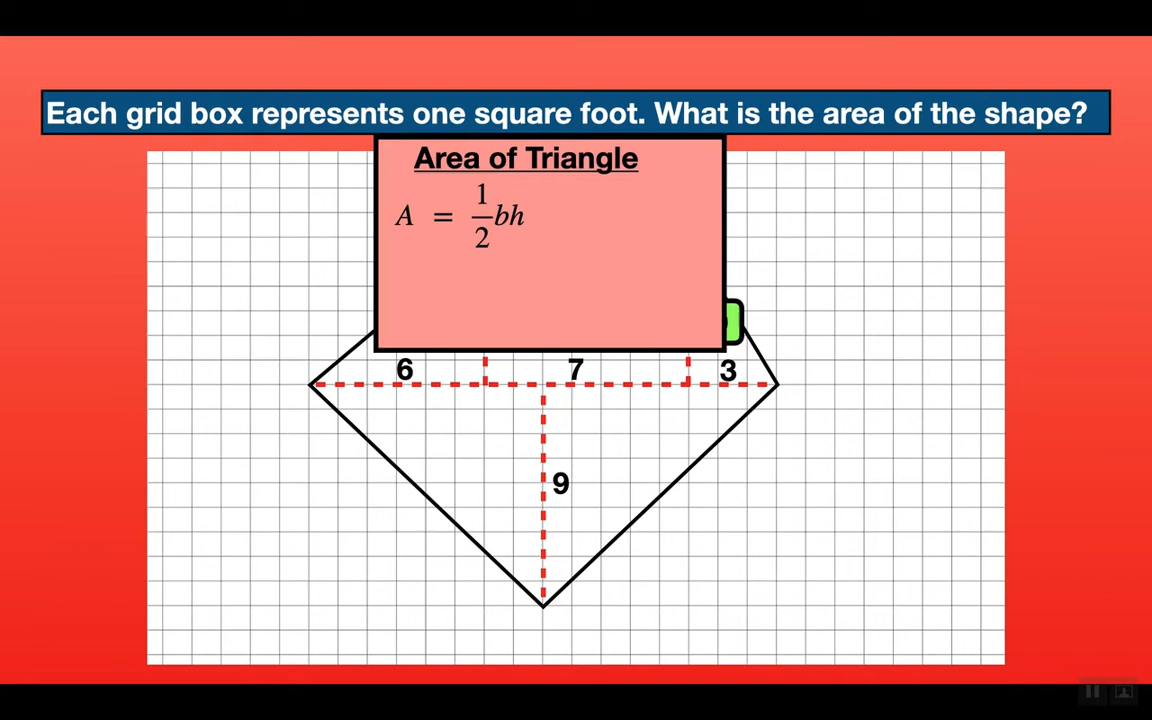 Each grid box represents one square foot. What is the area of the shape?
Area of Triangle
A = 1/2 bh
6 7 3
9